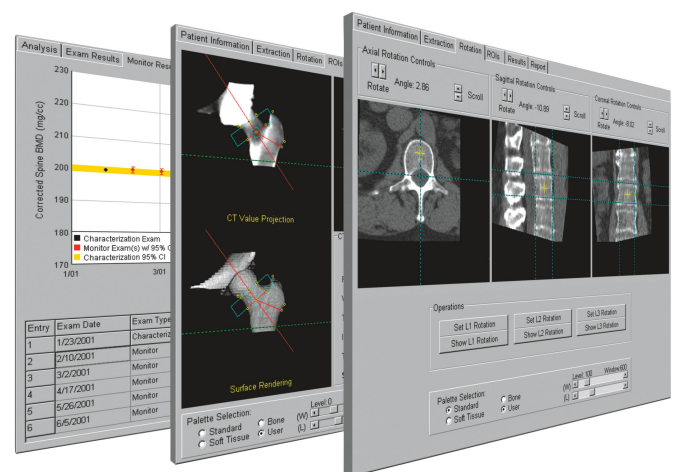 Analysis Exam Results Monitor Res
Corrected Spine BMD (mg/cc)
230
220
210
200
190
180
170
1/01 3/01
Characterization Exam
Monitor Exam(s) w/ 95% C
Characterization 95% CI
Entry Exam Date Exam Type
1 1/23/2001 Characteriz
2 2/10/2001 Monitor
3 3/2/2001 Monitor
4 4/17/2001 Monitor
5 5/26/2001 Monitor
6 6/5/2001 Monitor
Patient Information Extraction Rotation ROIs
CT Value Projection
Surface Rendering
Palette Selection:
Standard Bone
Soft Tissue User
Level:0
(W)
(L)
Patient Information Extraction Rotation ROIs Results Report
Axial Rotation Controls
Rotate Angle: 2.86 Scroll
Sagittal Rotation Controls
Rotate Angle: -10.89 Scroll
Coronal Rotation Controls
Rotate Angle: -8.02 Scroll
Operations
Set L1 Rotation Set L2 Rotation Set L3 Rotation
Show L1 Rotation Show L2 Rotation Show L3 Rotation
Palette Selection:
Standard Bone
Soft Tissue User
Level: 100 Window:600
(W)
(L)